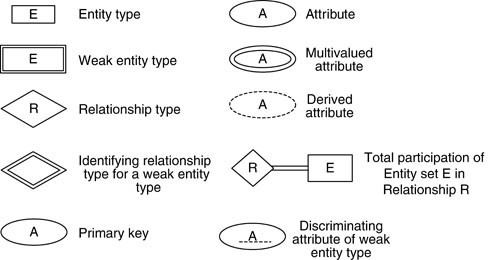 E
Entity type
A
Attribute
E
Weak entity type
A
Multivalued
attribute
R
Relationship type
A
Derived
attribute
Identifying relationship
type for a weak entity
type
R
E
Total participation of
Entity set E in
Relationship R
A
Primary key
A
Discriminating
attribute of weak
entity type